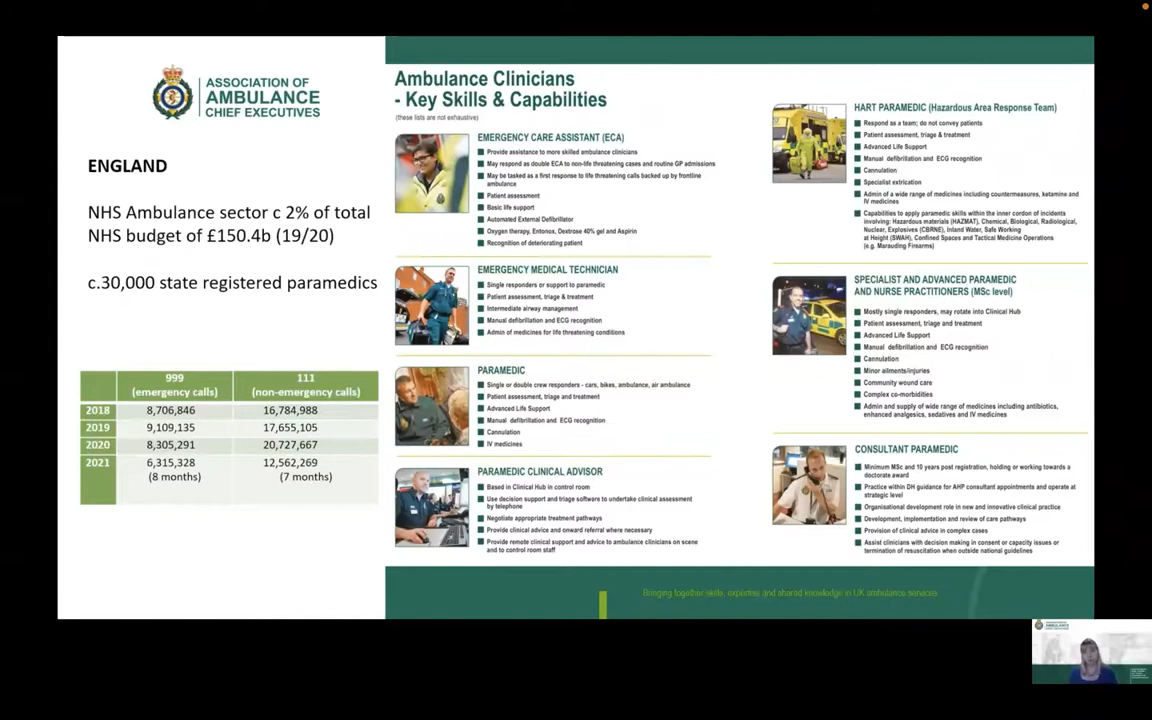 ASSOCIATION OF
AMBULANCE
CHIEF EXECUTIVES
ENGLAND
NHS Ambulance sector c 2% of total
NHS budget of £150.4b (19/20)
c.30,000 state registered paramedics
999 111
(emergency calls) (non-emergency calls)
2018 8,706,846 16,784,988
2019 9,109,135 17,655,105
2020 8,305,291 20,727,667
2021 6,315,328 12,562,269
(8 months) (7 months)
Ambulance Clinicians
- Key Skills & Capabilities
(these lists are not exhaustive)
EMERGENCY CARE ASSISTANT (ECA)
Provide assistance to more skilled ambulance clinicians
May respond as double ECA to non-life threatening cases and routine GP admissions
May be tasked as a first response to life threatening calls backed up by frontline
ambulance
Patient assessment
Basic life support
Automated External Defibrillator
Oxygen therapy, Entonox, Dextrose 40% gel and Aspirin
Recognition of deteriorating patient
EMERGENCY MEDICAL TECHNICIAN
Single responders or support to paramedic
Patient assessment, triage & treatment
Intermediate airway management
Manual defibrillation and ECG recognition
Admin of medicines for life threatening conditions
PARAMEDIC
Single or double crew responders - cars, bikes, ambulance, air ambulance
Patient assessment, triage and treatment
Advanced Life Support
Manual defibrillation and ECG recognition
Cannulation
IV medicines
PARAMEDIC CLINICAL ADVISOR
Based in Clinical Hub in control room
Use decision support and triage software to undertake clinical assessment
by telephone
Negotiate appropriate treatment pathways
Provide clinical advice and onward referral where necessary
Provide remote clinical support and advice to ambulance clinicians on scene
and to control room staff
HART PARAMEDIC (Hazardous Area Response Team)
Respond as a team; do not convey patients
Patient assessment, triage & treatment
Advanced Life Support
Manual defibrillation and ECG recognition
Cannulation
Specialist extrication
Admin of a wide range of medicines including countermeasures, ketamine and
IV medicines
Capabilities to apply paramedic skills within the inner cordon of incidents
involving: Hazardous materials (HAZMAT), Chemical, Biological, Radiological,
Nuclear, Explosives (CBRNE), Inland Water, Safe Working
at Height (SWAH), Confined Spaces and Tactical Medicine Operations
(e.g. Marauding Firearms)
SPECIALIST AND ADVANCED PARAMEDIC
AND NURSE PRACTITIONERS (MSc level)
Mostly single responders, may rotate into Clinical Hub
Patient assessment, triage and treatment
Advanced Life Support
Manual defibrillation and ECG recognition
Cannulation
Minor ailments/injuries
Community wound care
Complex co-morbidities
Admin and supply of wide range of medicines including antibiotics,
enhanced analgesics, sedatives and IV medicines
CONSULTANT PARAMEDIC
Minimum MSc and 10 years post registration, holding or working towards a
doctorate award
Practice within DH guidance for AHP consultant appointments and operate at
strategic level
Organisational development role in new and innovative clinical practice
Development, implementation and review of care pathways
Provision of clinical advice in complex cases
Assist clinicians with decision making in consent or capacity issues or
termination of resuscitation when outside national guidelines
Bringing together skills, expertise and shared knowledge in UK ambulance services